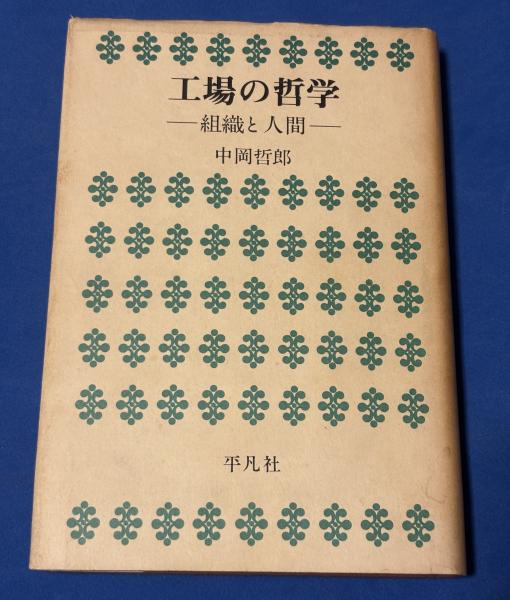 工場の哲学
—組織と人間—
中岡哲郎
平凡社